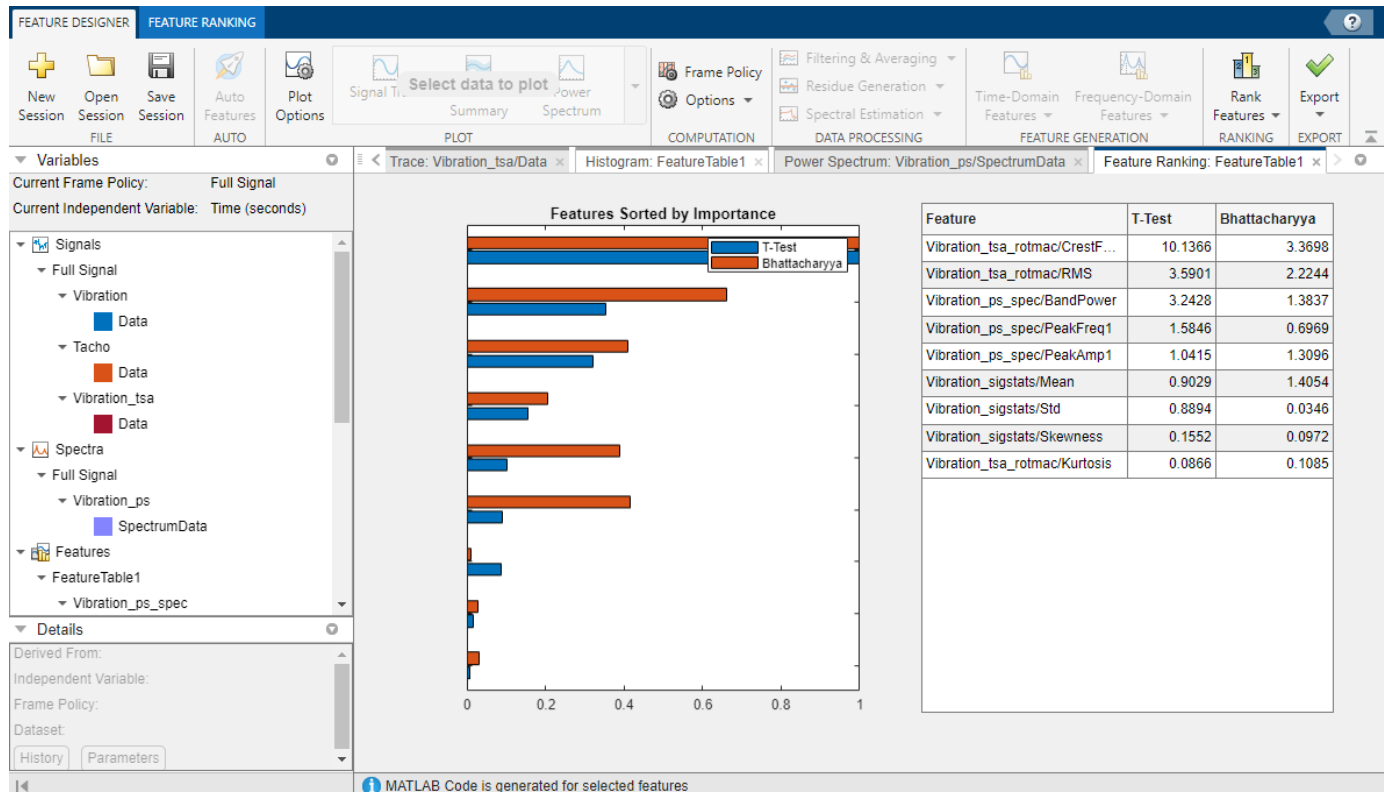 FEATURE DESIGNER FEATURE RANKING
?
New Session
Open Session
Save Session
FILE
Auto Features
AUTO
Plot Options
Signal
Select data to plot
Summary
Power Spectrum
PLOT
Frame Policy
Options
COMPUTATION
Filtering & Averaging
Residue Generation
Spectral Estimation
DATA PROCESSING
Time-Domain Features
Frequency-Domain Features
FEATURE GENERATION
Rank Features
RANKING
Export
EXPORT
Variables
Current Frame Policy: Full Signal
Current Independent Variable: Time (seconds)
Signals
Full Signal
Vibration
Data
Tacho
Data
Vibration_tsa
Data
Spectra
Full Signal
Vibration_ps
SpectrumData
Features
FeatureTable1
Vibration_ps_spec
Details
Derived From:
Independent Variable:
Frame Policy:
Dataset:
History Parameters
Trace: Vibration_tsa/Data × Histogram: FeatureTable1 × Power Spectrum: Vibration_ps/SpectrumData × Feature Ranking: FeatureTable1 ×
Features Sorted by Importance
T-Test
Bhattacharyya
0 0.2 0.4 0.6 0.8 1
Feature T-Test Bhattacharyya
Vibration_tsa_rotmac/CrestF... 10.1366 3.3698
Vibration_tsa_rotmac/RMS 3.5901 2.2244
Vibration_ps_spec/BandPower 3.2428 1.3837
Vibration_ps_spec/PeakFreq1 1.5846 0.6969
Vibration_ps_spec/PeakAmp1 1.0415 1.3096
Vibration_sigstats/Mean 0.9029 1.4054
Vibration_sigstats/Std 0.8894 0.0346
Vibration_sigstats/Skewness 0.1552 0.0972
Vibration_tsa_rotmac/Kurtosis 0.0866 0.1085
MATLAB Code is generated for selected features